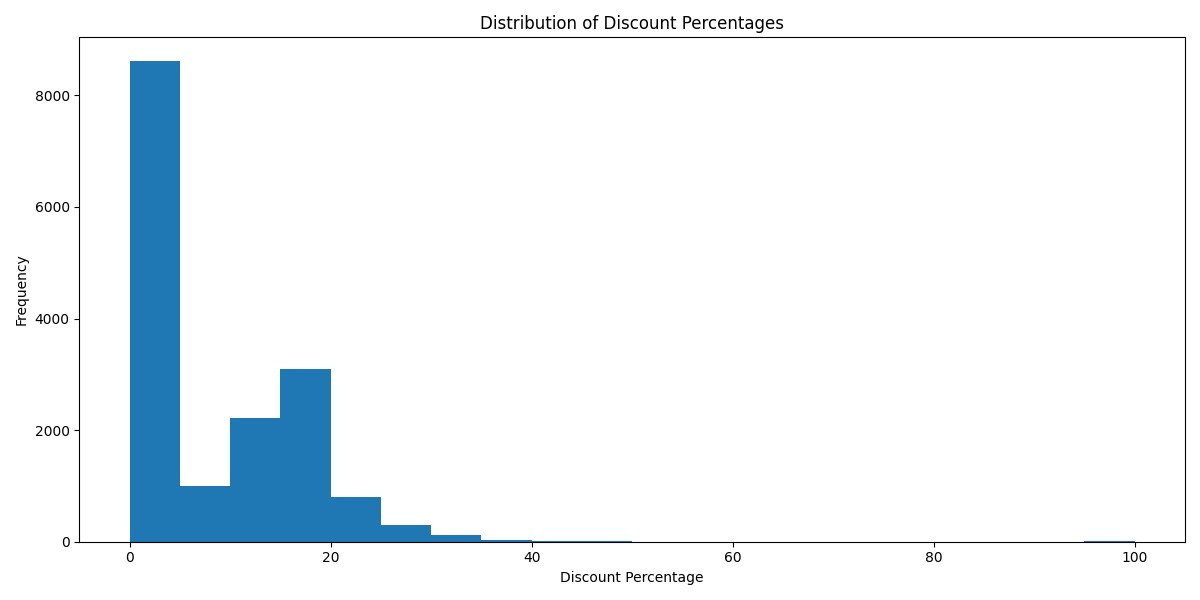 Distribution of Discount Percentages
8000
6000
4000
2000
0
Frequency
0 20 40 60 80 100
Discount Percentage